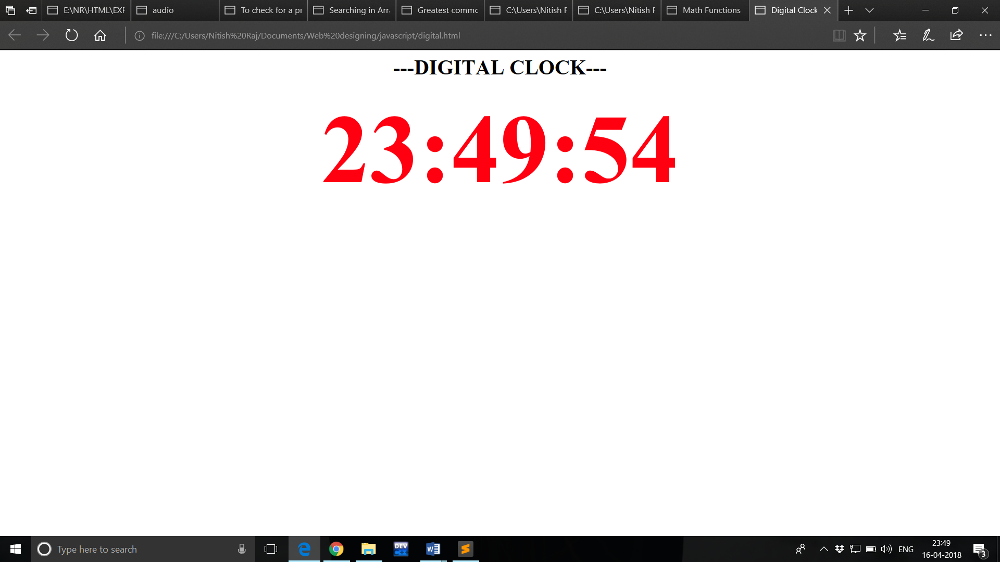 E:\NR\HTML\EXF
audio
To check for a pr
Searching in Arr
Greatest commc
C:\Users\Nitish F
C:\Users\Nitish F
Math Functions
Digital Clock
file:///C:/Users/Nitish%20Raj/Documents/Web%20designing/javascript/digital.html
---DIGITAL CLOCK---
23:49:54
Type here to search
DEV
C++
W
ENG
23:49
16-04-2018
3